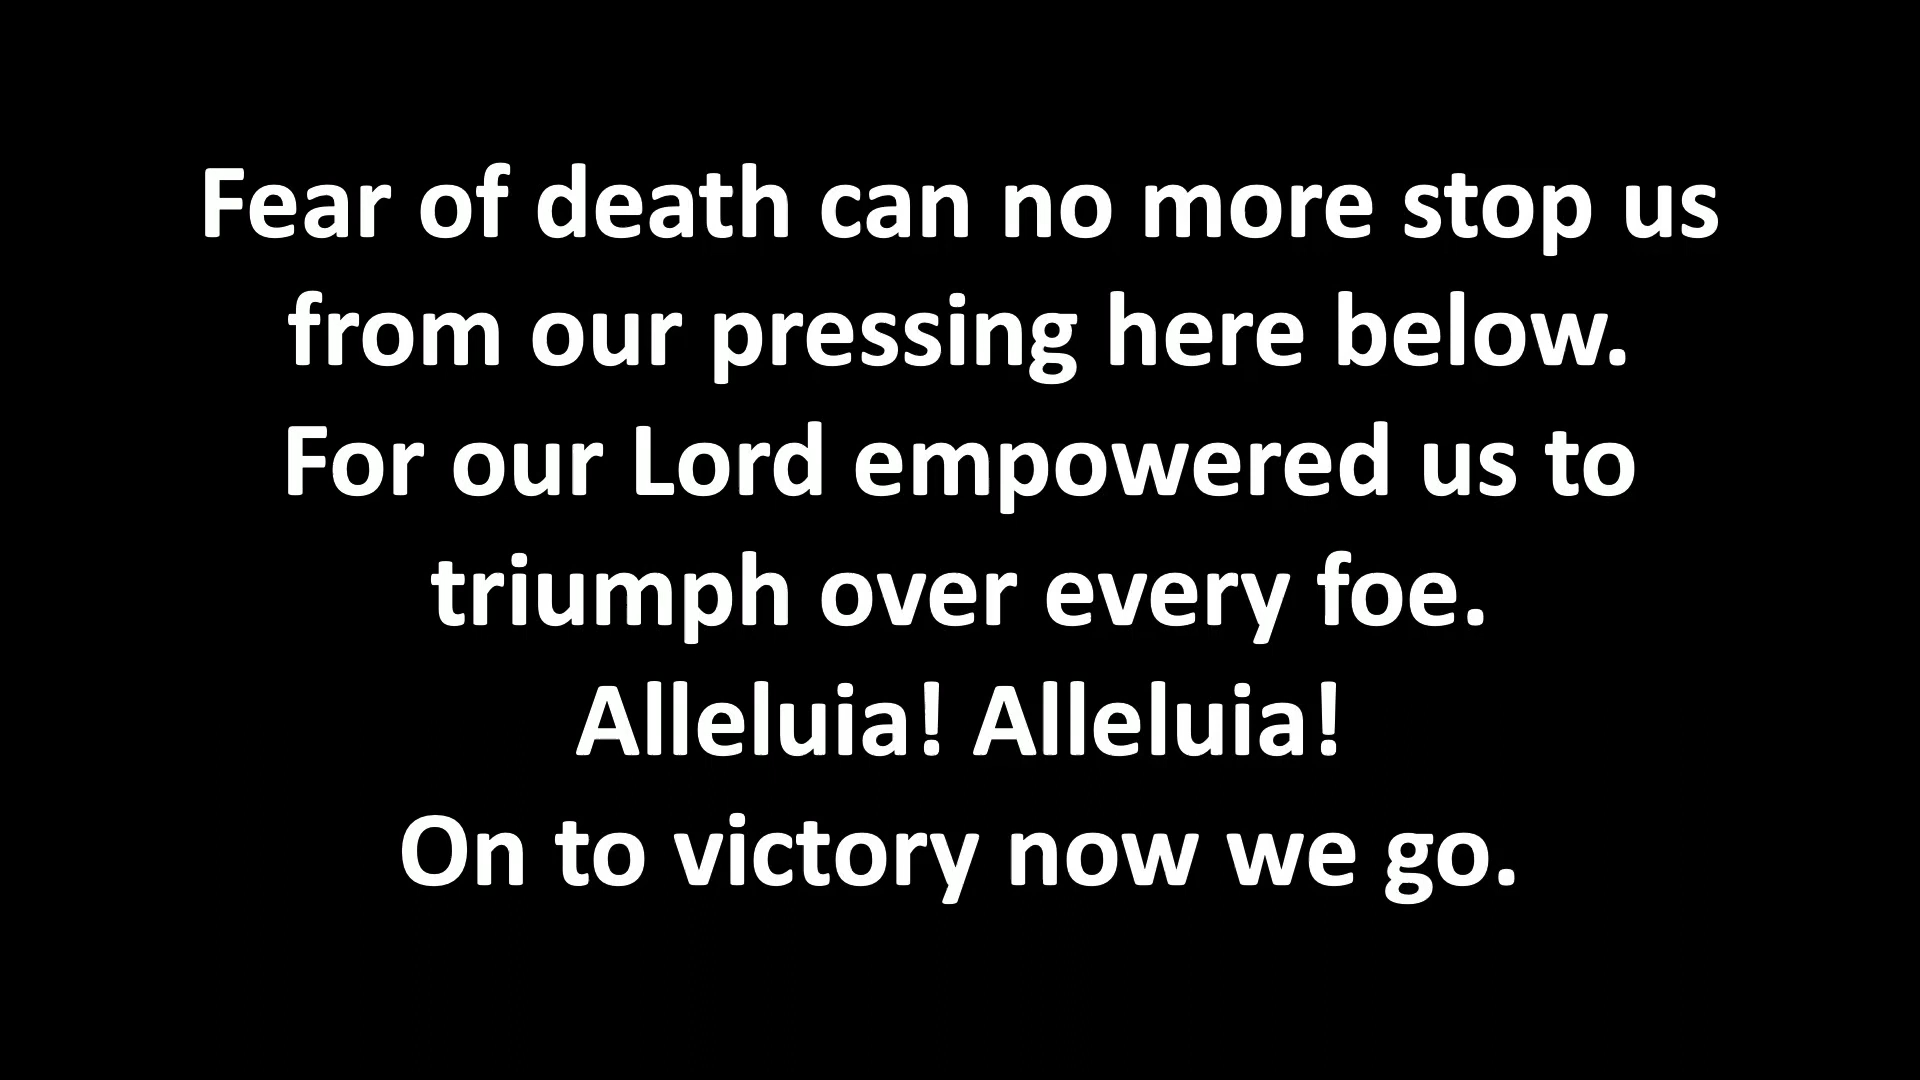 Fear of death can no more stop us
from our pressing here below.
For our Lord empowered us to
triumph over every foe.
Alleluia! Alleluia!
On to victory now we go.